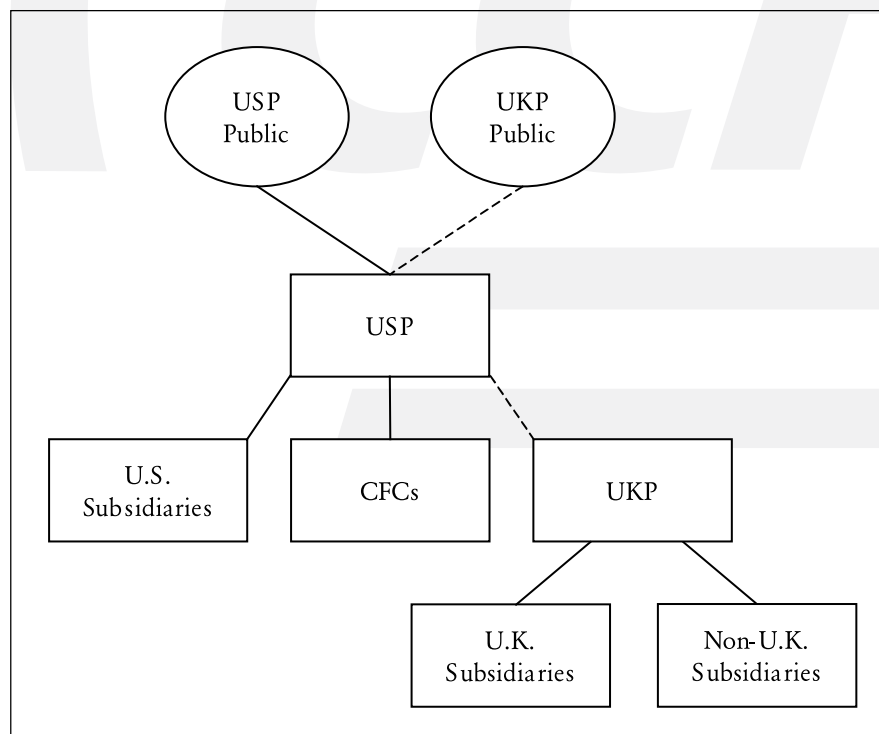 USP
Public
UKP
Public
USP
U.S.
Subsidiaries
CFCs
UKP
U.K.
Subsidiaries
Non-U.K.
Subsidiaries